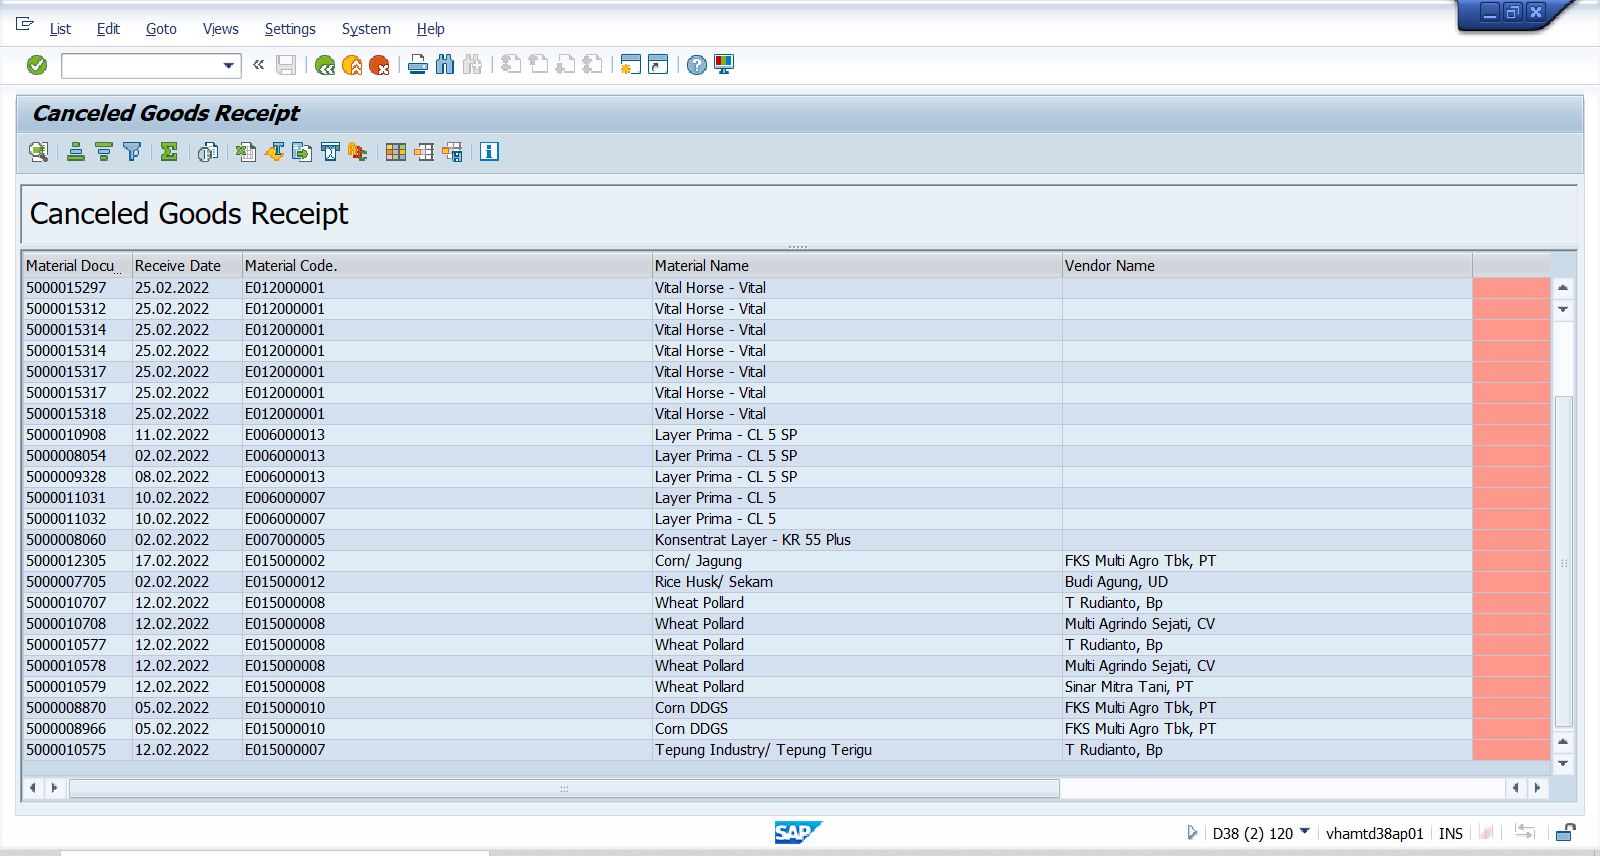 List Edit Goto Views Settings System Help
Canceled Goods Receipt
Canceled Goods Receipt
Material Docu... Receive Date Material Code. Material Name Vendor Name
5000015297 25.02.2022 E012000001 Vital Horse - Vital
5000015312 25.02.2022 E012000001 Vital Horse - Vital
5000015314 25.02.2022 E012000001 Vital Horse - Vital
5000015314 25.02.2022 E012000001 Vital Horse - Vital
5000015317 25.02.2022 E012000001 Vital Horse - Vital
5000015317 25.02.2022 E012000001 Vital Horse - Vital
5000015318 25.02.2022 E012000001 Vital Horse - Vital
5000010908 11.02.2022 E006000013 Layer Prima - CL 5 SP
5000008054 02.02.2022 E006000013 Layer Prima - CL 5 SP
5000009328 08.02.2022 E006000013 Layer Prima - CL 5 SP
5000011031 10.02.2022 E006000007 Layer Prima - CL 5
5000011032 10.02.2022 E006000007 Layer Prima - CL 5
5000008060 02.02.2022 E007000005 Konsentrat Layer - KR 55 Plus
5000012305 17.02.2022 E015000002 Corn/ Jagung FKS Multi Agro Tbk, PT
5000007705 02.02.2022 E015000012 Rice Husk/ Sekam Budi Agung, UD
5000010707 12.02.2022 E015000008 Wheat Pollard T Rudianto, Bp
5000010708 12.02.2022 E015000008 Wheat Pollard Multi Agrindo Sejati, CV
5000010577 12.02.2022 E015000008 Wheat Pollard T Rudianto, Bp
5000010578 12.02.2022 E015000008 Wheat Pollard Multi Agrindo Sejati, CV
5000010579 12.02.2022 E015000008 Wheat Pollard Sinar Mitra Tani, PT
5000008870 05.02.2022 E015000010 Corn DDGS FKS Multi Agro Tbk, PT
5000008966 05.02.2022 E015000010 Corn DDGS FKS Multi Agro Tbk, PT
5000010575 12.02.2022 E015000007 Tepung Industry/ Tepung Terigu T Rudianto, Bp
SAP D38 (2) 120 vhamtd38ap01 INS